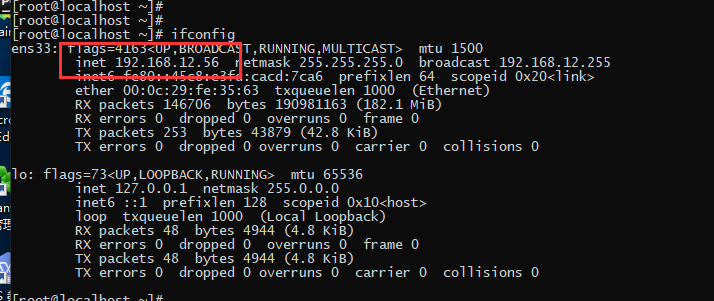 [root@localhost ~]#
[root@localhost ~]#
[root@localhost ~]# ifconfig
ens33: flags=4163<UP,BROADCAST,RUNNING,MULTICAST>  mtu 1500
        inet 192.168.12.56  netmask 255.255.255.0  broadcast 192.168.12.255
        inet6 prefixlen 64  scopeid 0x20<link>
        ether 00:0c:29:fe:35:63  txqueuelen 1000  (Ethernet)
        RX packets 146706  bytes 190981163 (182.1 MiB)
        RX errors 0  dropped 0  overruns 0  frame 0
        TX packets 253  bytes 43879 (42.8 KiB)
        TX errors 0  dropped 0 overruns 0  carrier 0  collisions 0
lo: flags=73<UP,LOOPBACK,RUNNING>  mtu 65536
        inet 127.0.0.1  netmask 255.0.0.0
        inet6 ::1  prefixlen 128  scopeid 0x10<host>
        loop  txqueuelen 1000  (Local Loopback)
        RX packets 48  bytes 4944 (4.8 KiB)
        RX errors 0  dropped 0  overruns 0  frame 0
        TX packets 48  bytes 4944 (4.8 KiB)
        TX errors 0  dropped 0 overruns 0  carrier 0  collisions 0
[root@localhost ~]#